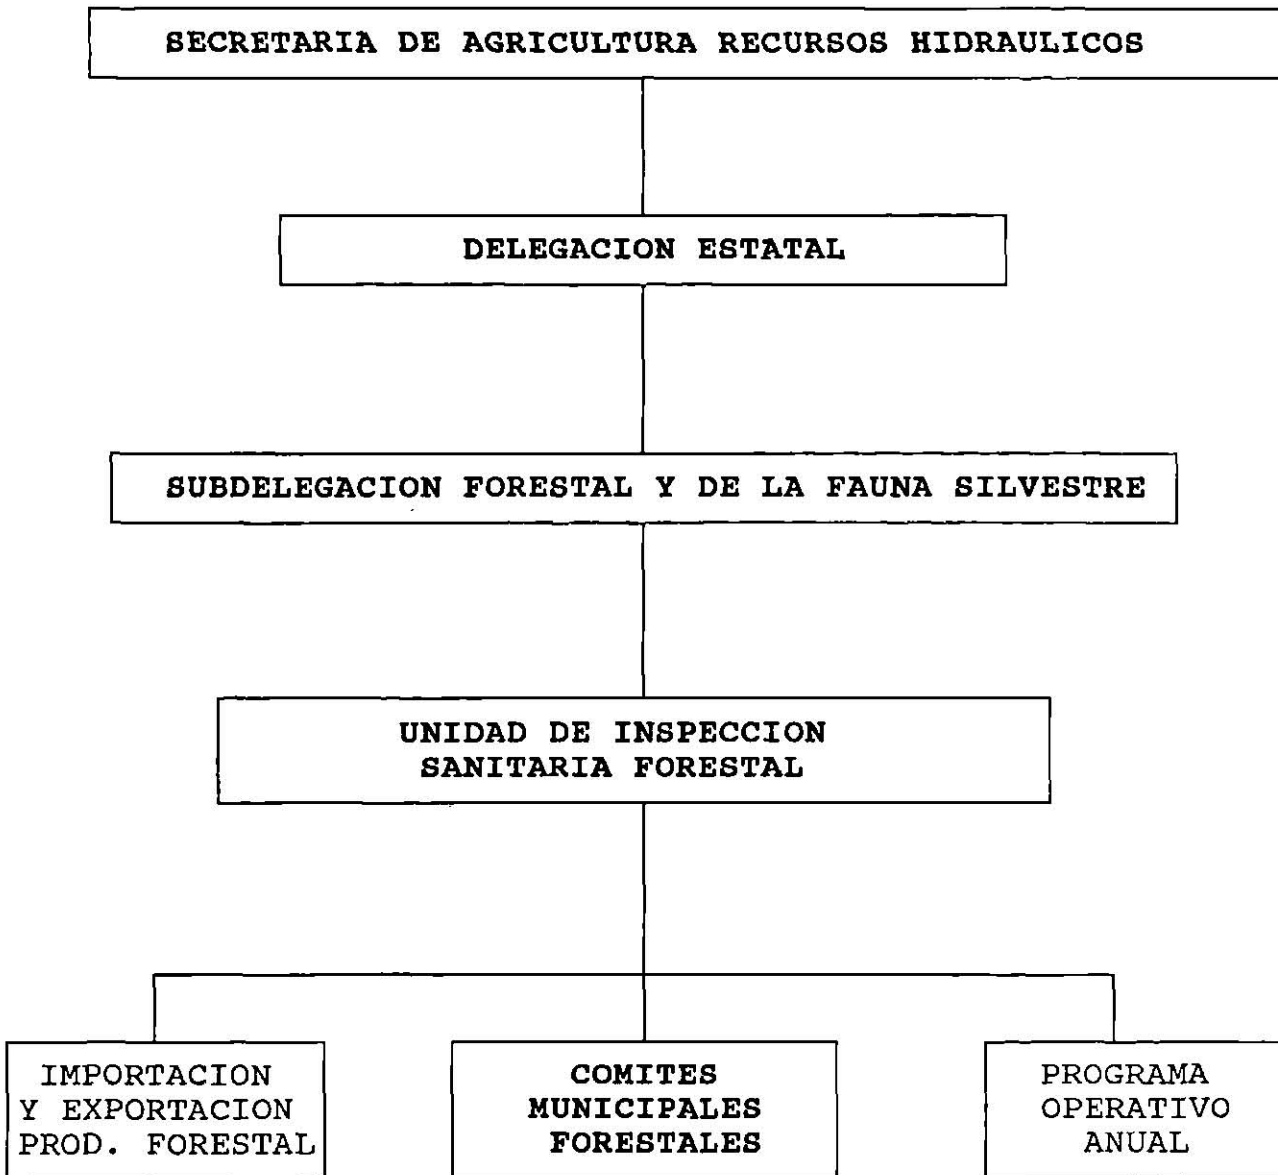 SECRETARIA DE AGRICULTURA RECURSOS HIDRAULICOS
DELEGACION ESTATAL
SUBDELEGACION FORESTAL Y DE LA FAUNA SILVESTRE
UNIDAD DE INSPECCION
SANITARIA FORESTAL
IMPORTACION
Y EXPORTACION
PROD. FORESTAL
COMITES
MUNICIPALES
FORESTALES
PROGRAMA
OPERATIVO
ANUAL